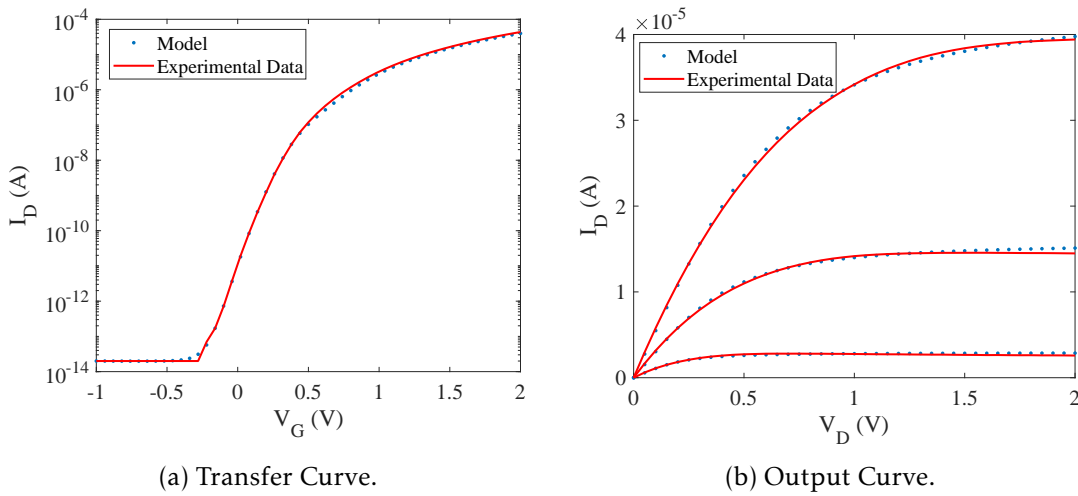 10^-4
10^-6
10^-8
10^-10
10^-12
10^-14
I_D (A)
Model
Experimental Data
-1 -0.5 0 0.5 1 1.5 2
V_G (V)
(a) Transfer Curve.
×10^-5
4
3
2
1
0
I_D (A)
Model
Experimental Data
0 0.5 1 1.5 2
V_D (V)
(b) Output Curve.